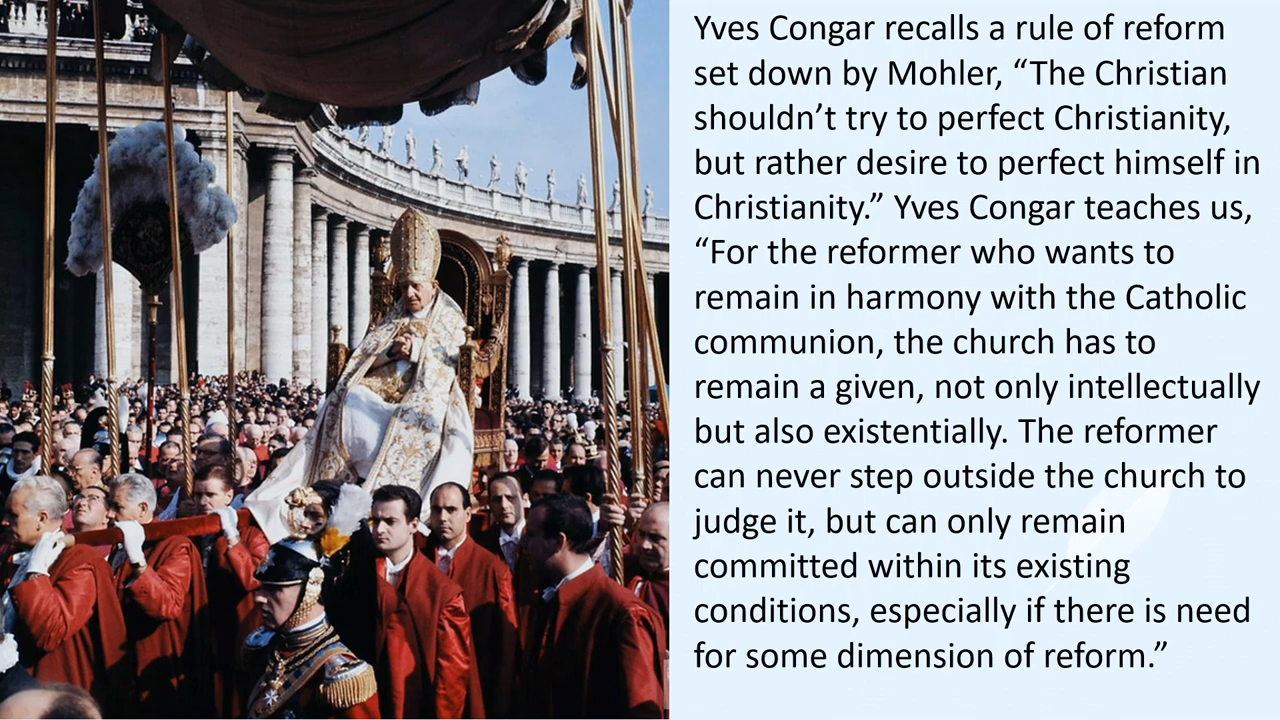 Yves Congar recalls a rule of reform
set down by Mohler, “The Christian
shouldn’t try to perfect Christianity,
but rather desire to perfect himself in
Christianity.” Yves Congar teaches us,
“For the reformer who wants to
remain in harmony with the Catholic
communion, the church has to
remain a given, not only intellectually
but also existentially. The reformer
can never step outside the church to
judge it, but can only remain
committed within its existing
conditions, especially if there is need
for some dimension of reform.”